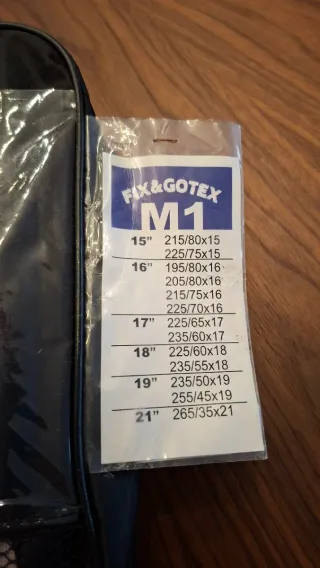 FIX&GOTEX
M1
15” 215/80x15
225/75x15
16” 195/80x16
205/80x16
215/75x16
225/70x16
17” 225/65x17
235/60x17
18” 225/60x18
235/55x18
19” 235/50x19
255/45x19
21” 265/35x21